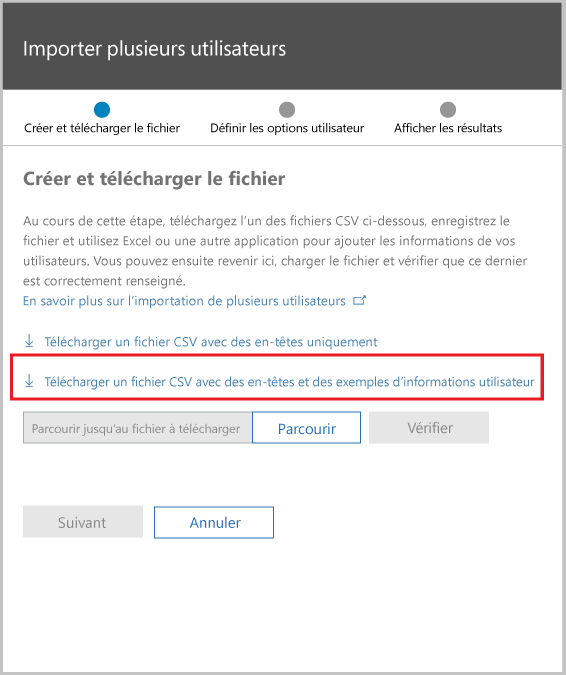 Importer plusieurs utilisateurs
Créer et télécharger le fichier
Définir les options utilisateur
Afficher les résultats
Créer et télécharger le fichier
Au cours de cette étape, téléchargez l'un des fichiers CSV ci-dessous, enregistrez le
fichier et utilisez Excel ou une autre application pour ajouter les informations de vos
utilisateurs. Vous pouvez ensuite revenir ici, charger le fichier et vérifier que ce dernier
est correctement renseigné.
En savoir plus sur l'importation de plusieurs utilisateurs
Télécharger un fichier CSV avec des en-têtes uniquement
Télécharger un fichier CSV avec des en-têtes et des exemples d'informations utilisateur
Parcourir jusqu'au fichier à télécharger
Parcourir
Vérifier
Suivant
Annuler